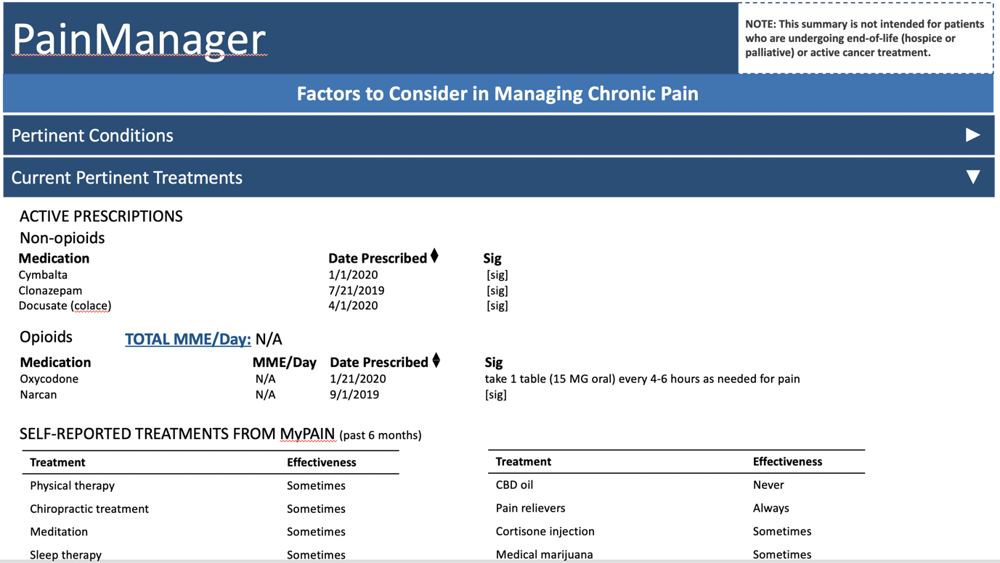 PainManager
NOTE: This summary is not intended for patients
who are undergoing end-of-life (hospice or
palliative) or active cancer treatment.
Factors to Consider in Managing Chronic Pain
Pertinent Conditions
Current Pertinent Treatments
ACTIVE PRESCRIPTIONS
Non-opioids
Medication Date Prescribed Sig
Cymbalta 1/1/2020 [sig]
Clonazepam 7/21/2019 [sig]
Docusate (colace) 4/1/2020 [sig]
Opioids TOTAL MME/Day: N/A
Medication MME/Day Date Prescribed Sig
Oxycodone N/A 1/21/2020 take 1 table (15 MG oral) every 4-6 hours as needed for pain
Narcan N/A 9/1/2019 [sig]
SELF-REPORTED TREATMENTS FROM MyPAIN (past 6 months)
Treatment Effectiveness Treatment Effectiveness
Physical therapy Sometimes CBD oil Never
Chiropractic treatment Sometimes Pain relievers Always
Meditation Sometimes Cortisone injection Sometimes
Sleep therapy Sometimes Medical marijuana Sometimes